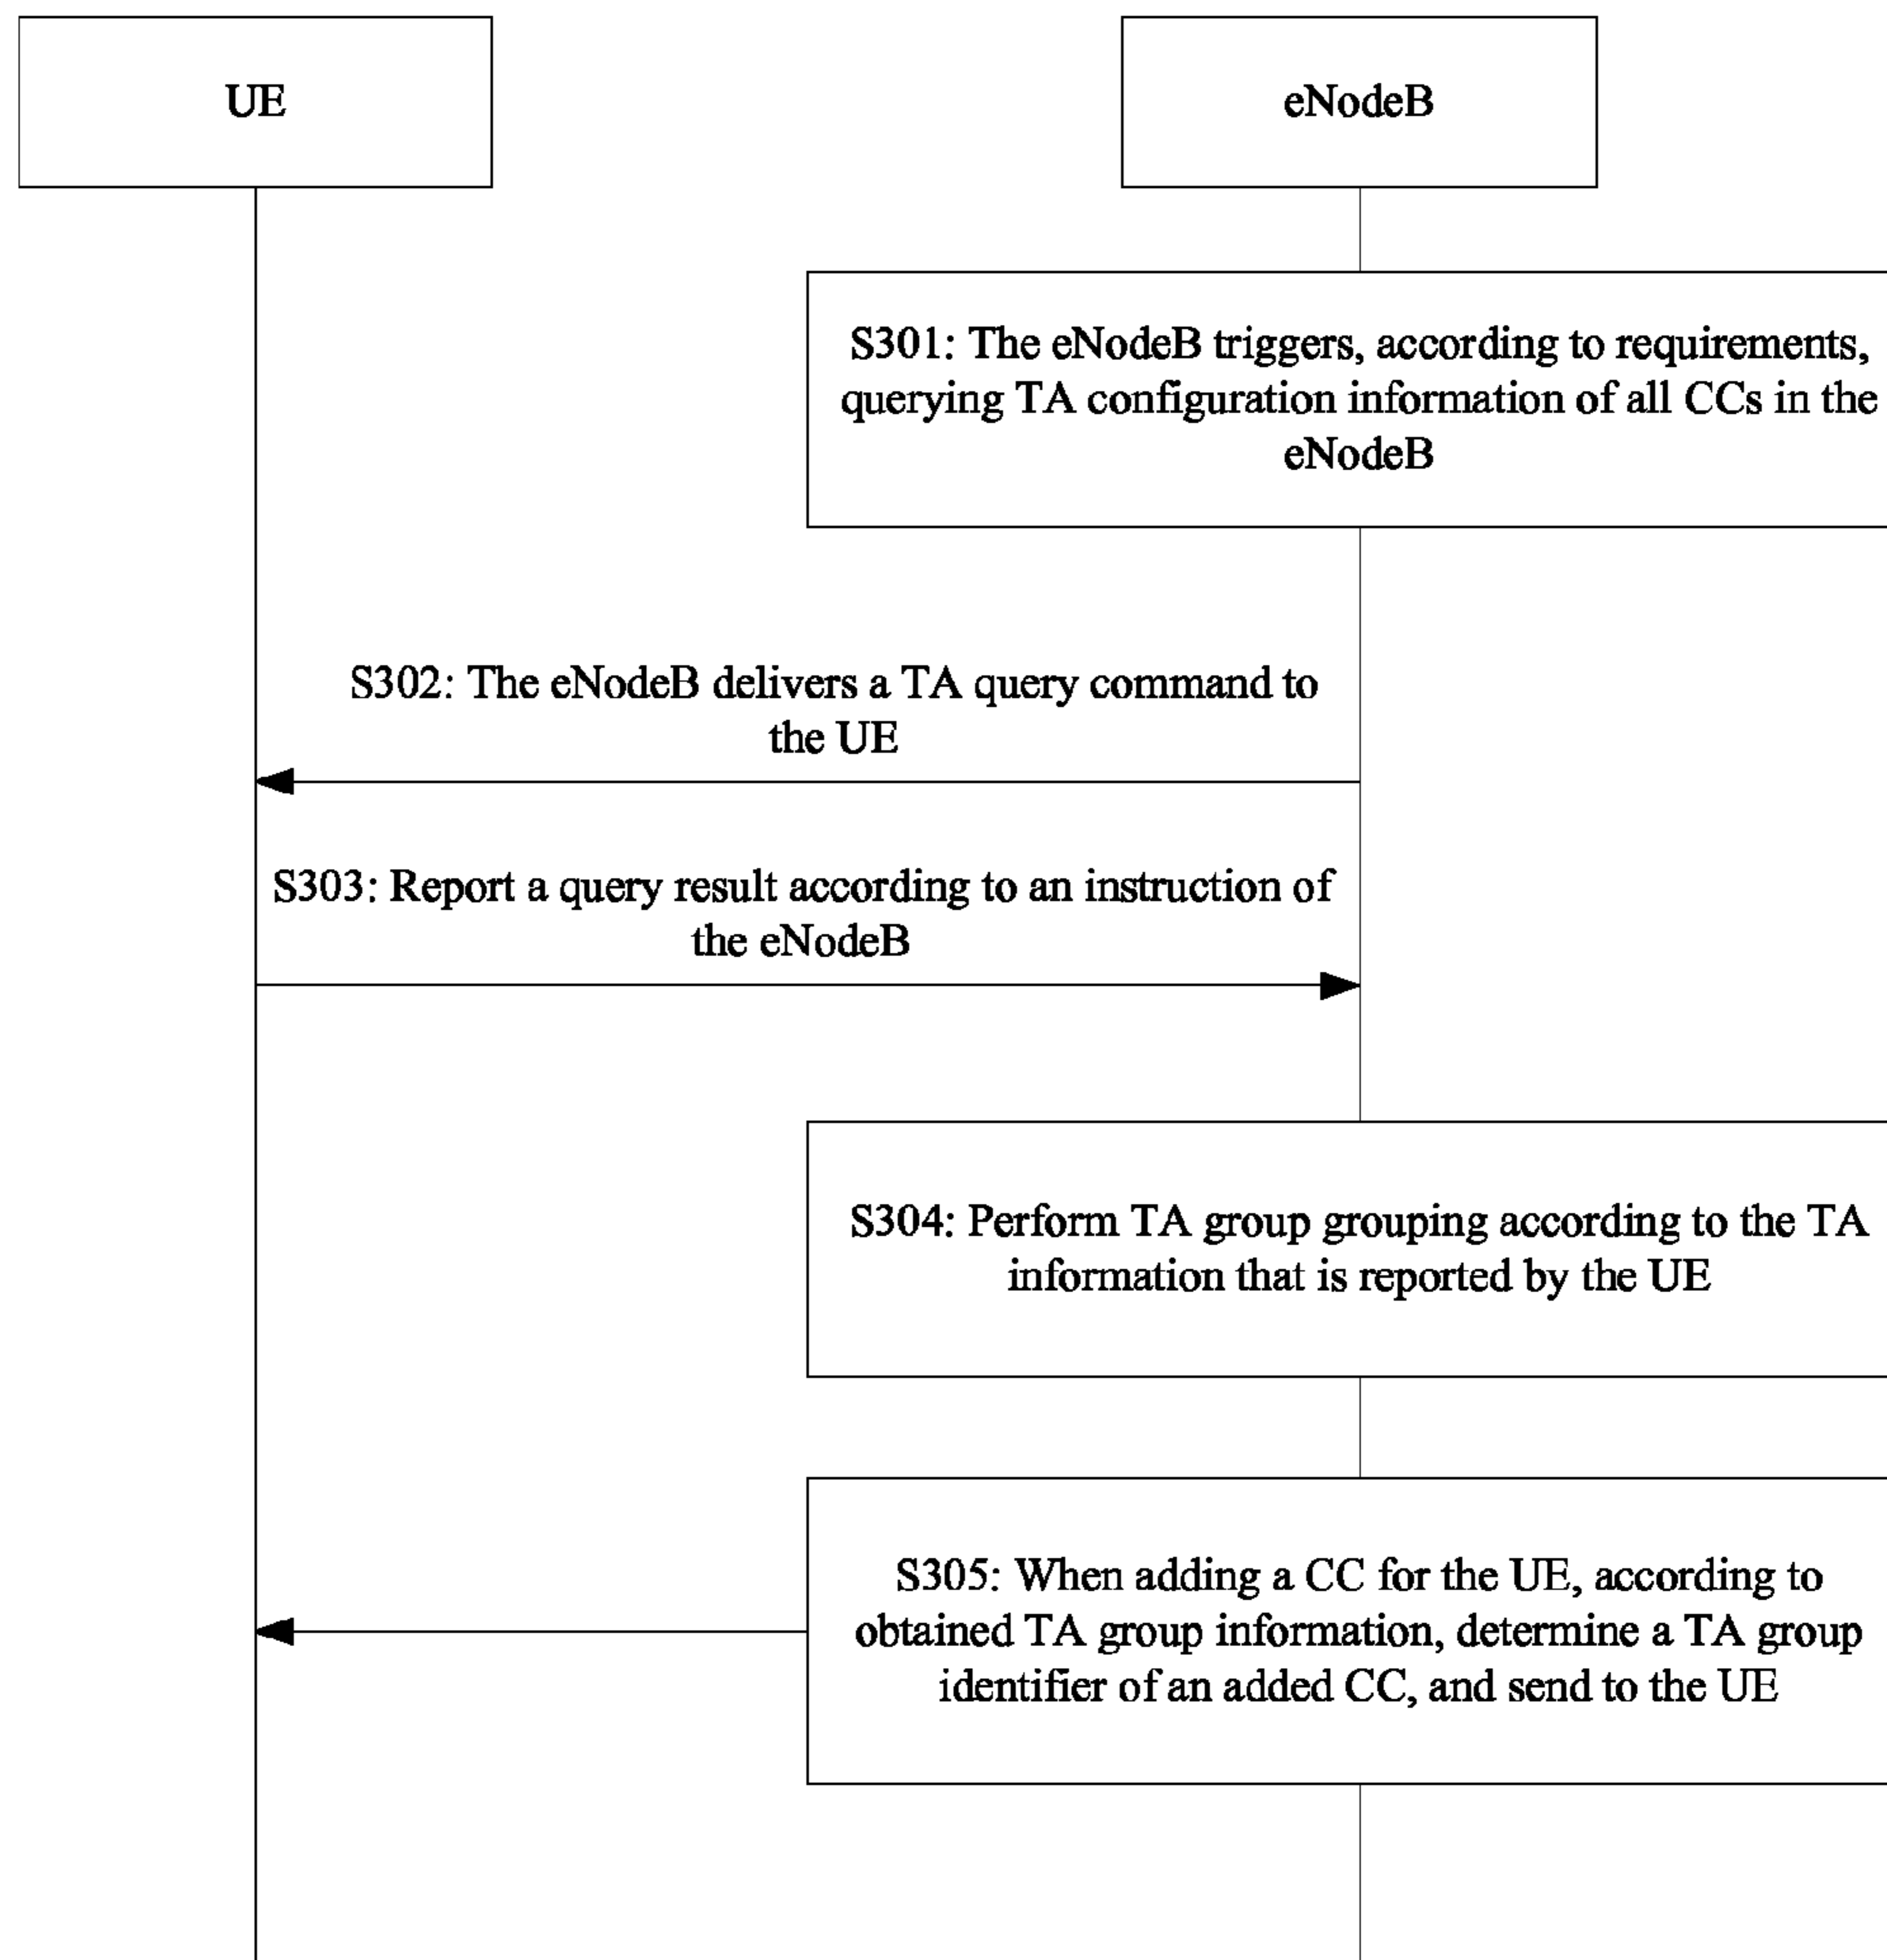 UE
eNodeB
S301: The eNodeB triggers, according to requirements,
querying TA configuration information of all CCs in the
eNodeB
S302: The eNodeB delivers a TA query command to
the UE
S303: Report a query result according to an instruction of
the eNodeB
S304: Perform TA group grouping according to the TA
information that is reported by the UE
S305: When adding a CC for the UE, according to
obtained TA group information, determine a TA group
identifier of an added CC, and send to the UE